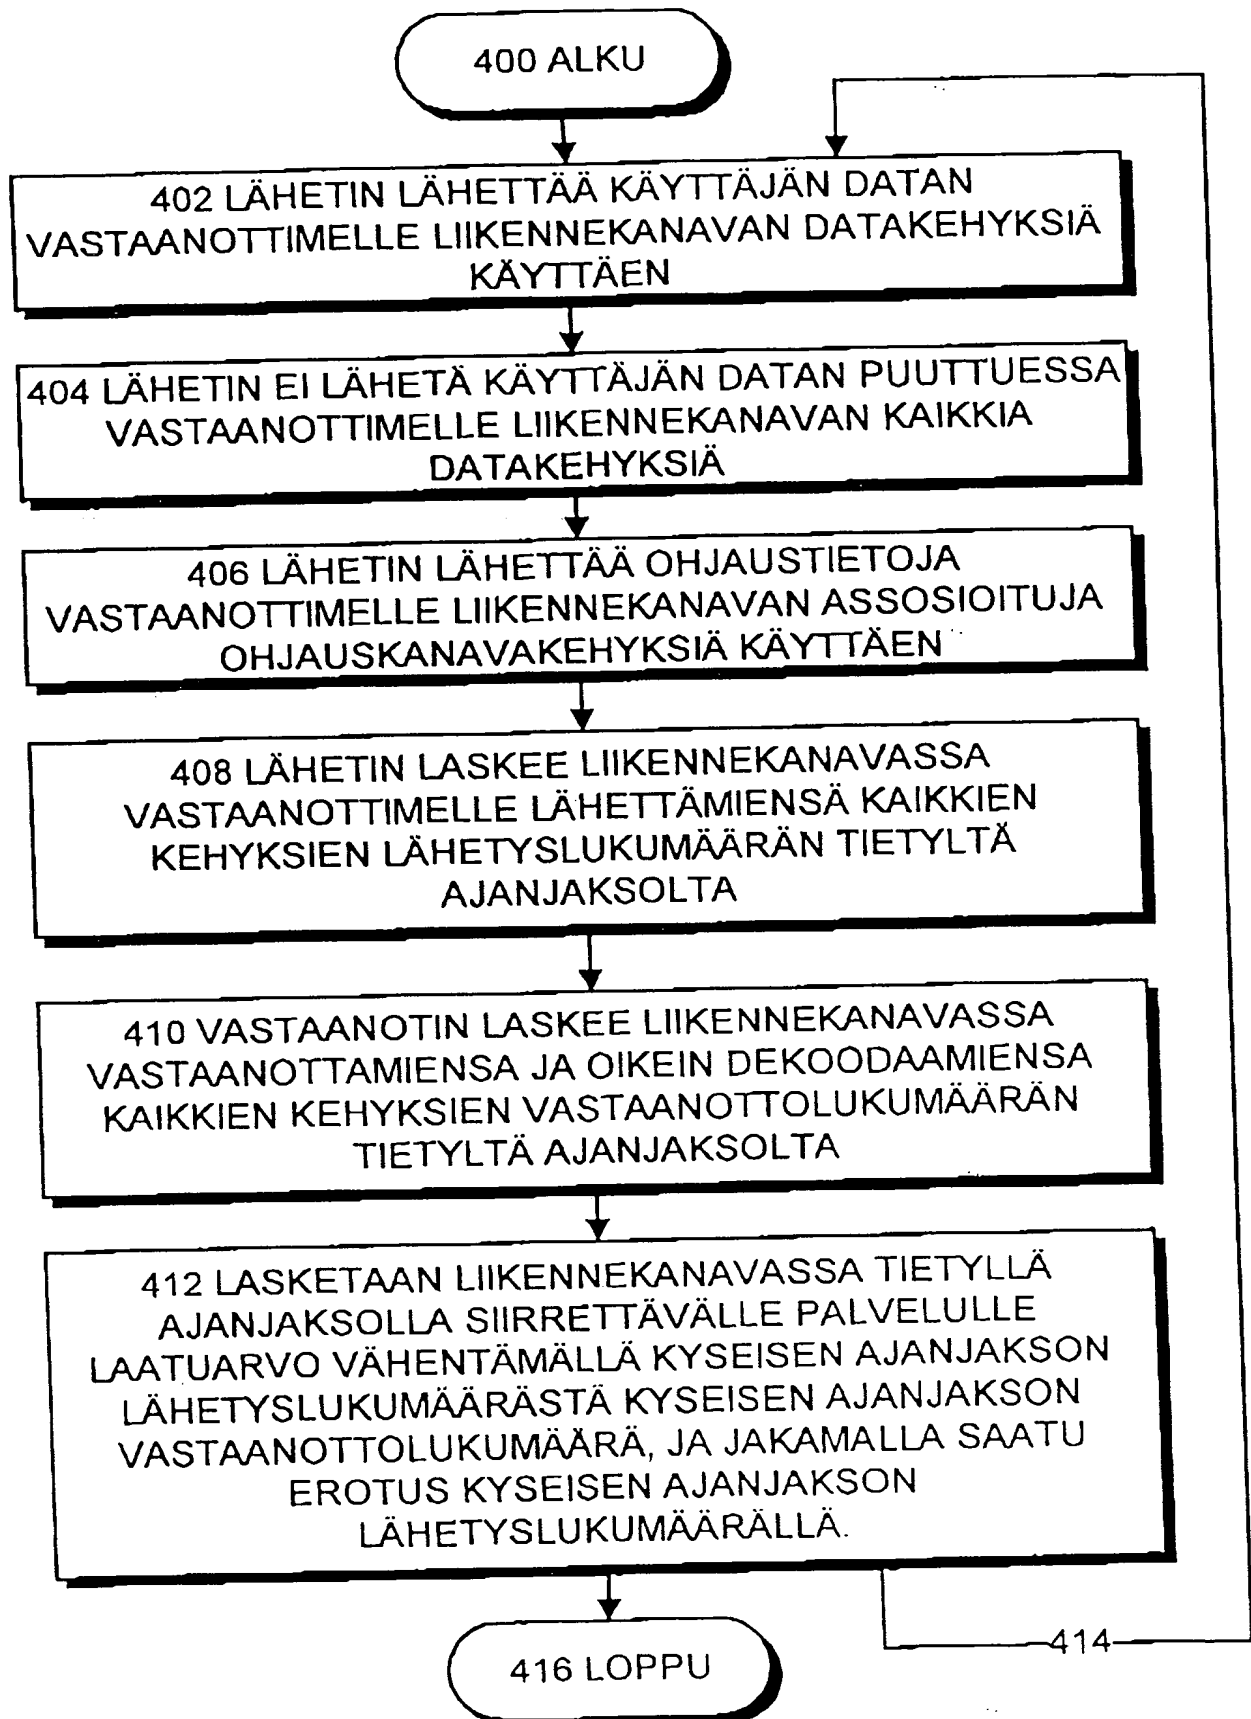 400 ALKU
402 LÄHETIN LÄHETTÄÄ KÄYTTÄJÄN DATAN
VASTAANOTTIMELLE LIIKENNEKANAVAN DATAKEHYKSIÄ
KÄYTTÄEN
404 LÄHETIN EI LÄHETÄ KÄYTTÄJÄN DATAN PUUTTUESSA
VASTAANOTTIMELLE LIIKENNEKANAVAN KAIKKIA
DATAKEHYKSIÄ
406 LÄHETIN LÄHETTÄÄ OHJAUSTIETOJA
VASTAANOTTIMELLE LIIKENNEKANAVAN ASSOSIOITUJA
OHJAUSKANAVAKEHYKSIÄ KÄYTTÄEN
408 LÄHETIN LASKEE LIIKENNEKANAVASSA
VASTAANOTTIMELLE LÄHETTÄMIENSÄ KAIKKIEN
KEHYKSIEN LÄHETYSLUKUMÄÄRÄN TIETYLTÄ
AJANJAKSOLTA
410 VASTAANOTIN LASKEE LIIKENNEKANAVASSA
VASTAANOTTAMIENSA JA OIKEIN DEKOODAAMIENSA
KAIKKIEN KEHYKSIEN VASTAANOTTOLUKUMÄÄRÄN
TIETYLTÄ AJANJAKSOLTA
412 LASKETAAN LIIKENNEKANAVASSA TIETYLLÄ
AJANJAKSOLLA SIIRRETTÄVÄLLE PALVELULLE
LAATUARVO VÄHENTÄMÄLLÄ KYSEISEN AJANJAKSON
LÄHETYSLUKUMÄÄRÄSTÄ KYSEISEN AJANJAKSON
VASTAANOTTOLUKUMÄÄRÄ, JA JAKAMALLA SAATU
EROTUS KYSEISEN AJANJAKSON
LÄHETYSLUKUMÄÄRÄLLÄ.
414
416 LOPPU